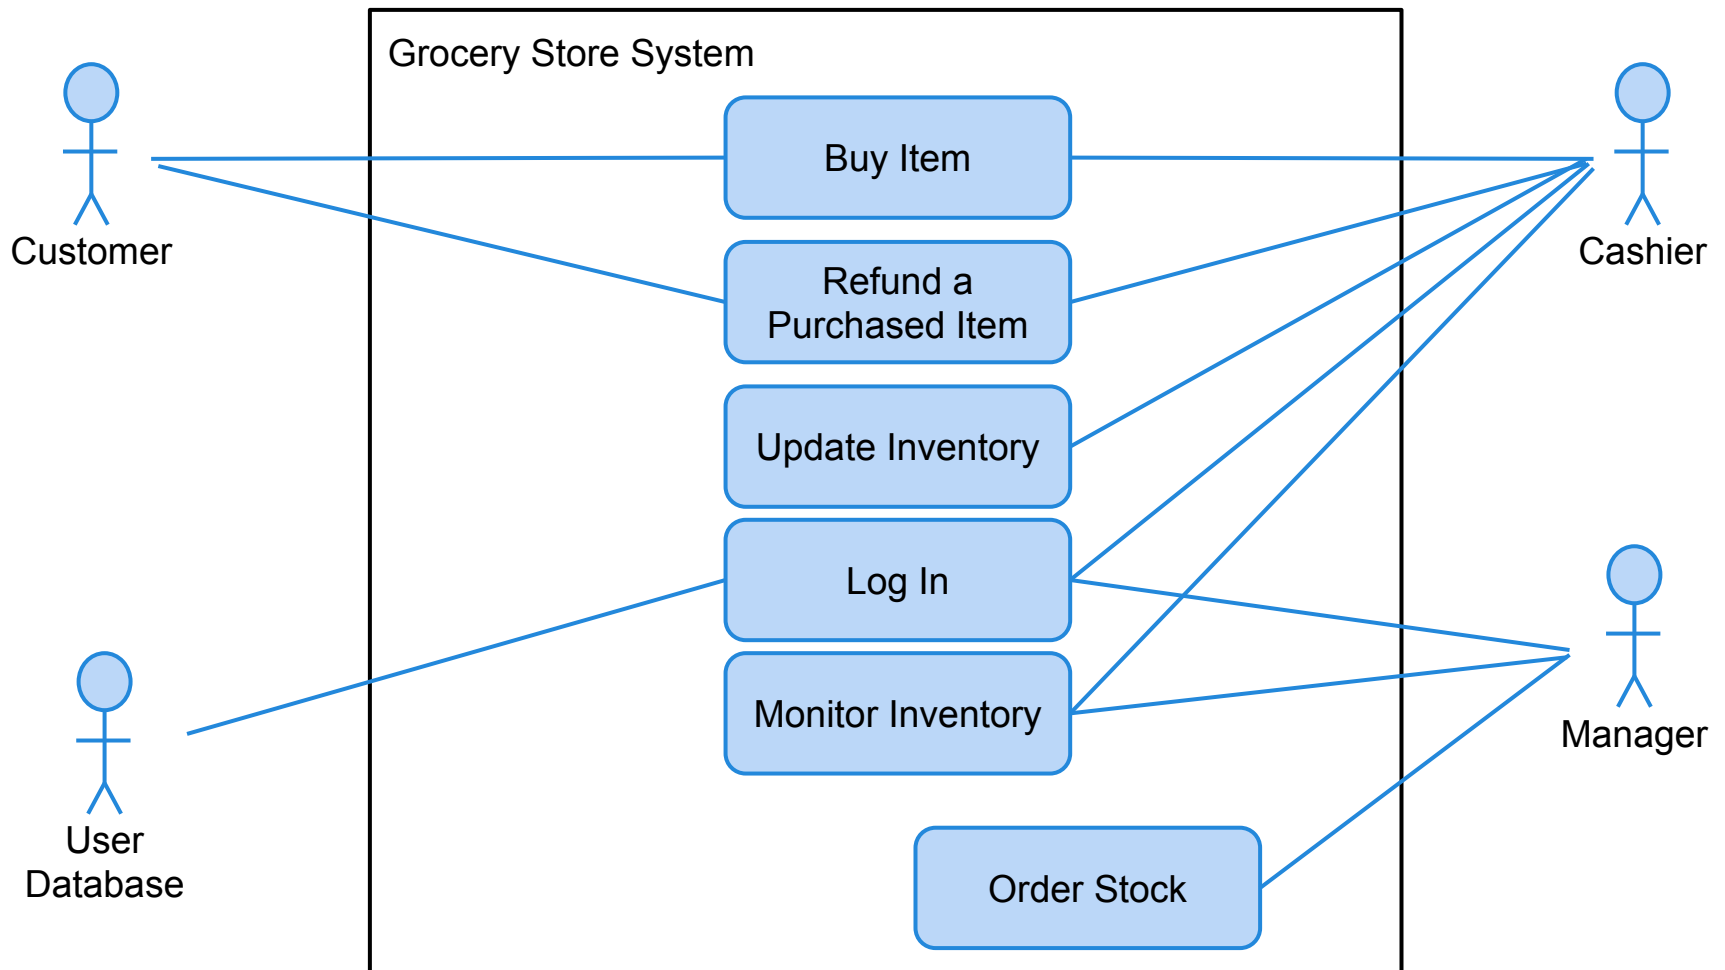 Grocery Store System
Buy Item
Customer
Cashier
Refund a
Purchased Item
Update Inventory
Log In
Monitor Inventory
Manager
User
Database
Order Stock